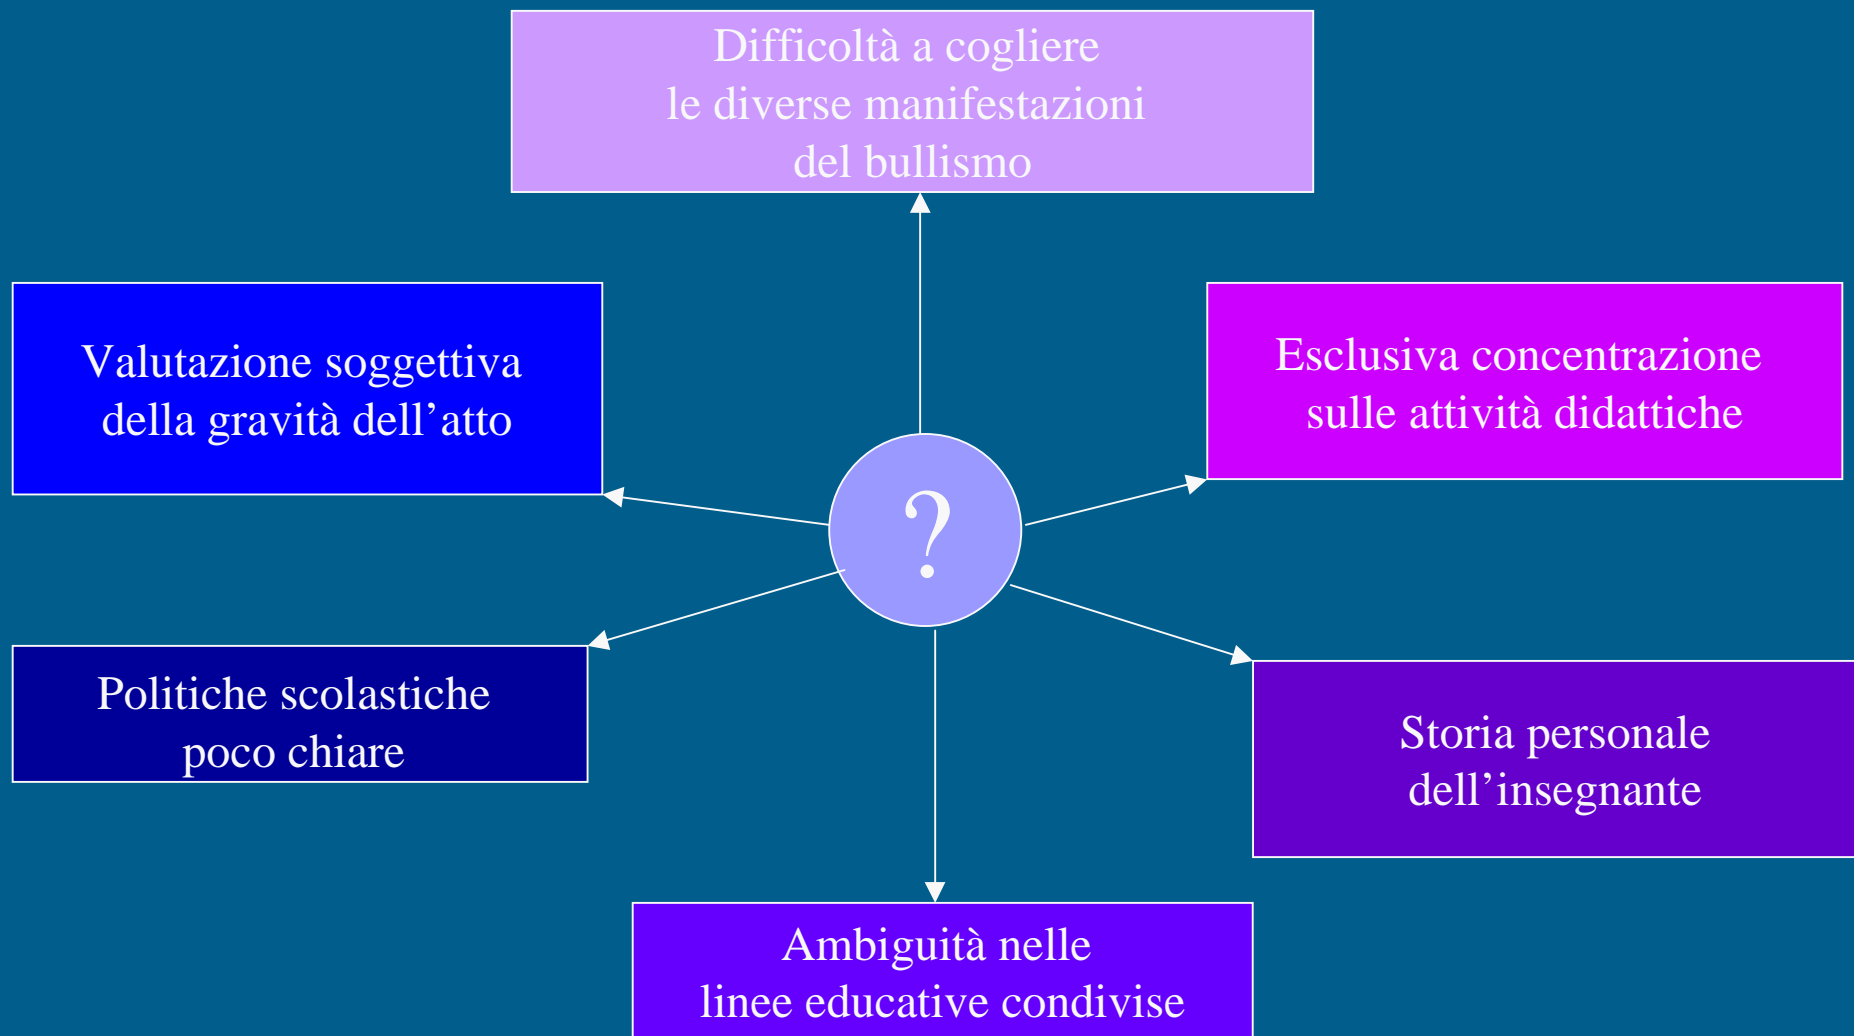 Difficoltà a cogliere
le diverse manifestazioni
del bullismo
Valutazione soggettiva
della gravità dell’atto
Esclusiva concentrazione
sulle attività didattiche
?
Politiche scolastiche
poco chiare
Storia personale
dell’insegnante
Ambiguità nelle
linee educative condivise